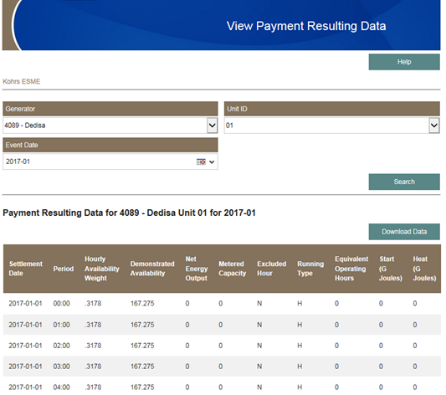 View Payment Resulting Data
Help
Kohrs ESME
Generator Unit ID
4089 - Dedisa 01
Event Date
2017-01
Search
Payment Resulting Data for 4089 - Dedisa Unit 01 for 2017-01
Download Data
Settlement Date Period Hourly Availability Weight Demonstrated Availability Net Energy Output Metered Capacity Excluded Hour Running Type Equivalent Operating Hours Start (G Joules) Heat (G Joules)
2017-01-01 00:00 .3178 167.275 0 0 N H 0 0 0
2017-01-01 01:00 .3178 167.275 0 0 N H 0 0 0
2017-01-01 02:00 .3178 167.275 0 0 N H 0 0 0
2017-01-01 03:00 .3178 167.275 0 0 N H 0 0 0
2017-01-01 04:00 .3178 167.275 0 0 N H 0 0 0